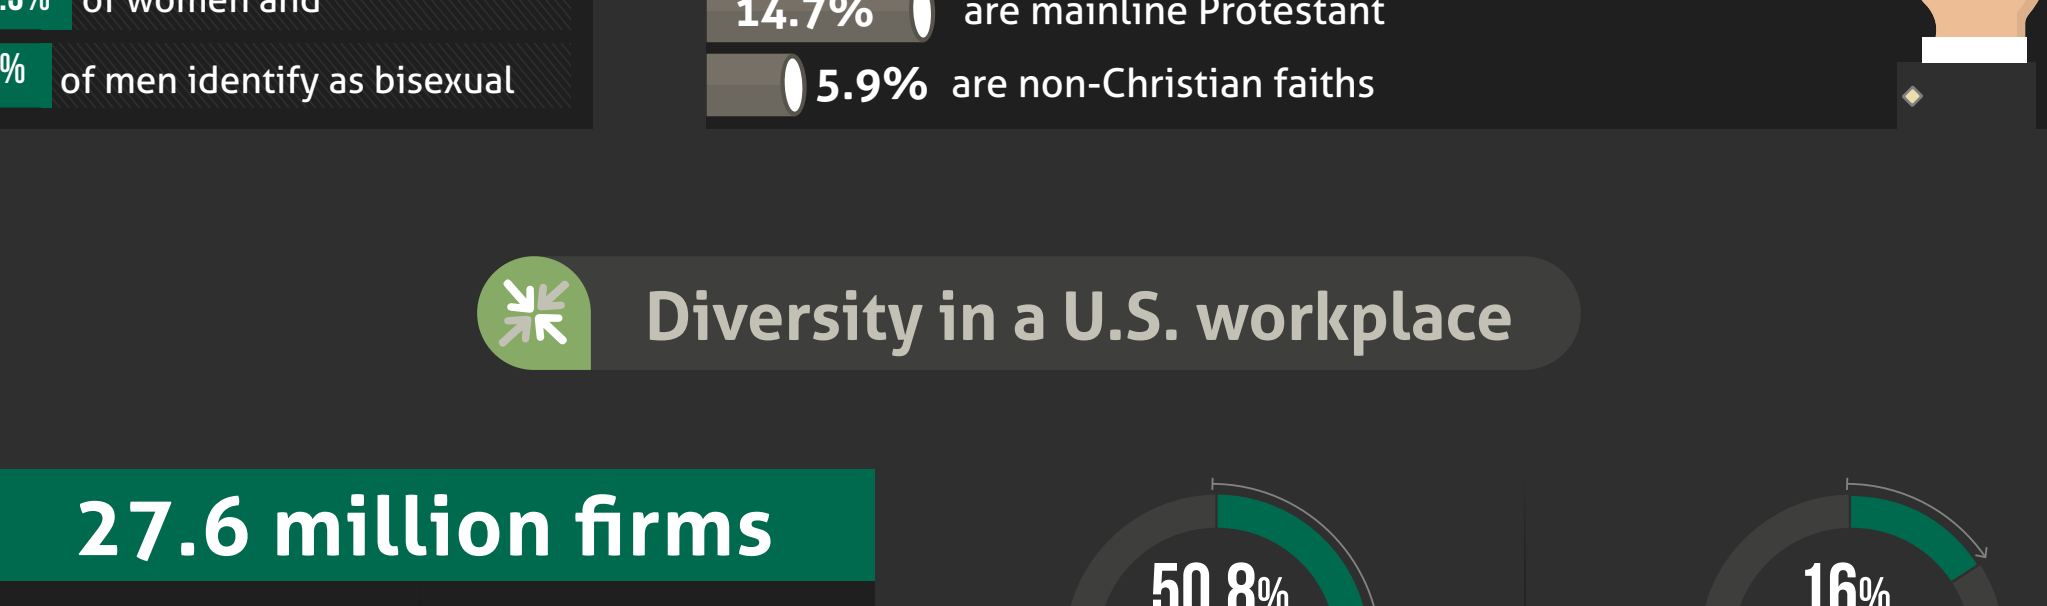 of women and
% of men identify as bisexual
14.7% are mainline Protestant
5.9% are non-Christian faiths
Diversity in a U.S. workplace
27.6 million firms
50.8%
16%